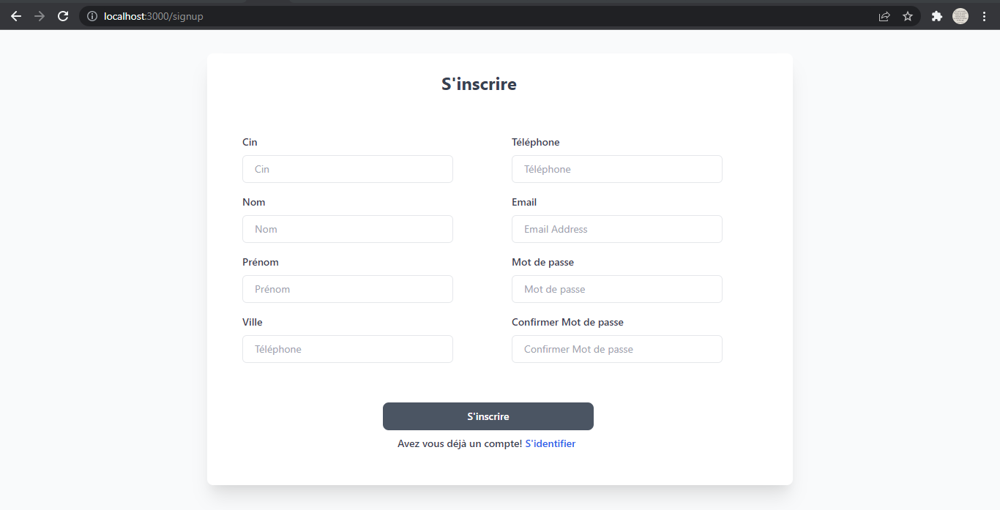 localhost:3000/signup
S'inscrire
Cin
Cin
Nom
Nom
Prénom
Prénom
Ville
Téléphone
Téléphone
Téléphone
Email
Email Address
Mot de passe
Mot de passe
Confirmer Mot de passe
Confirmer Mot de passe
S'inscrire
Avez vous déjà un compte! S'identifier